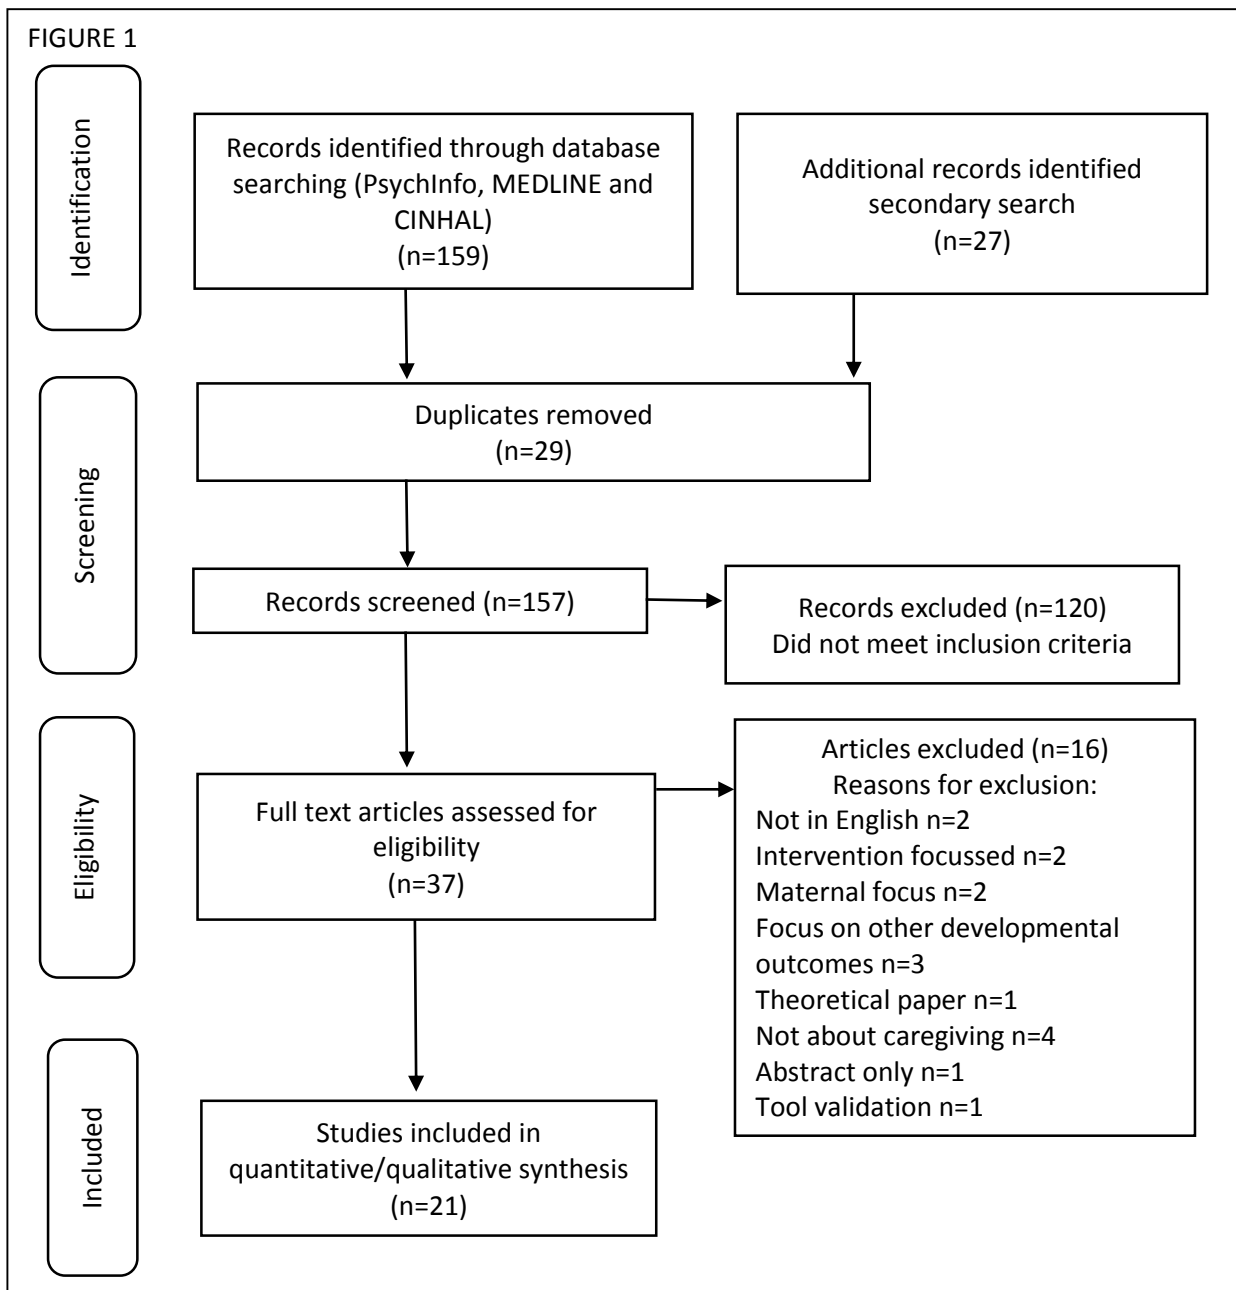 FIGURE 1
Identification
Records identified through database
searching (PsychInfo, MEDLINE and
CINHAL)
(n=159)
Additional records identified
secondary search
(n=27)
Screening
Duplicates removed
(n=29)
Records screened (n=157)
Records excluded (n=120)
Did not meet inclusion criteria
Eligibility
Full text articles assessed for
eligibility
(n=37)
Articles excluded (n=16)
Reasons for exclusion:
Not in English n=2
Intervention focussed n=2
Maternal focus n=2
Focus on other developmental
outcomes n=3
Theoretical paper n=1
Not about caregiving n=4
Abstract only n=1
Tool validation n=1
Included
Studies included in
quantitative/qualitative synthesis
(n=21)